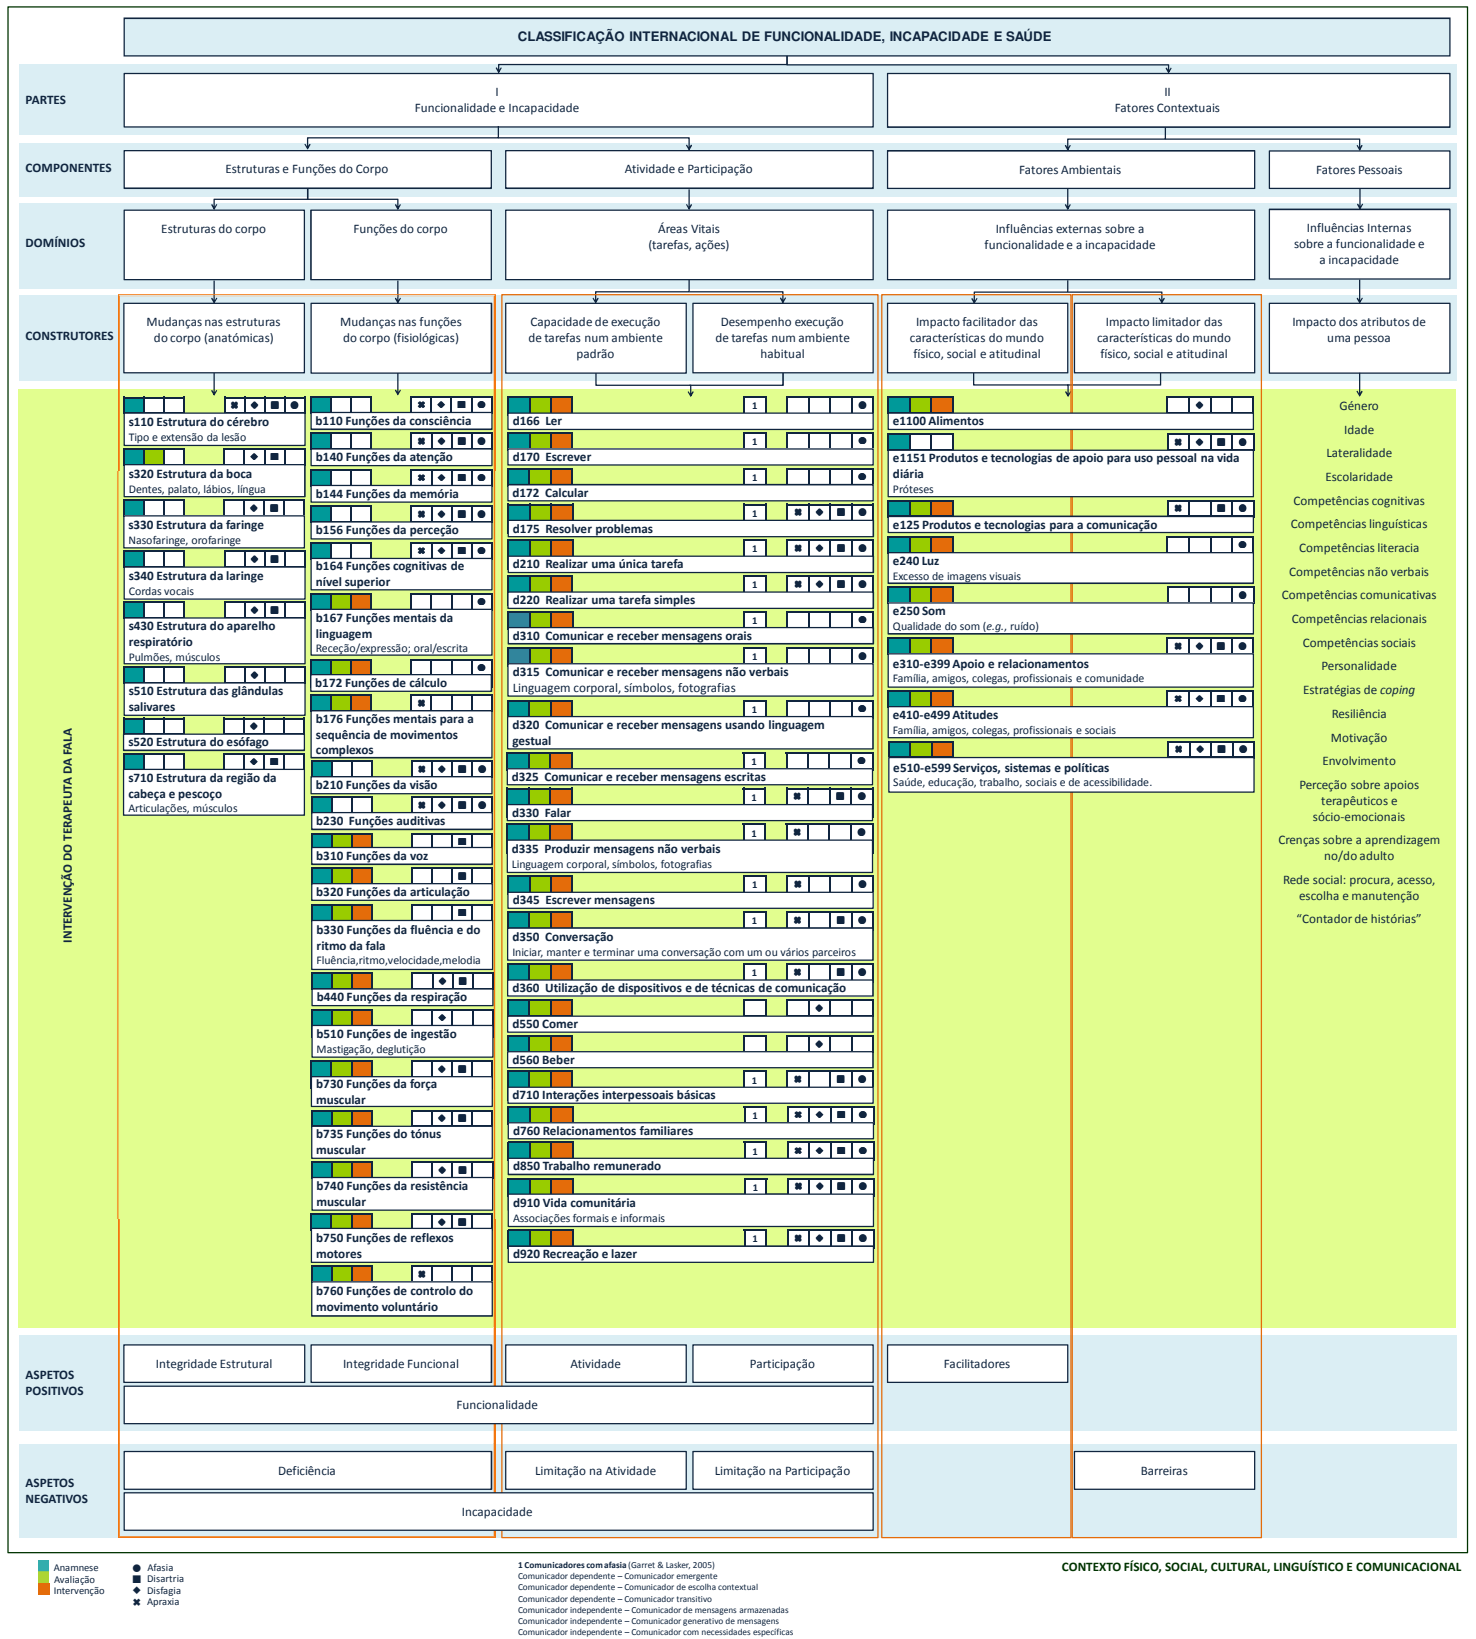 CLASSIFICAÇÃO INTERNACIONAL DE FUNCIONALIDADE, INCAPACIDADE E SAÚDE
PARTES
I
Funcionalidade e Incapacidade
II
Fatores Contextuais
COMPONENTES
Estruturas e Funções do Corpo
Atividade e Participação
Fatores Ambientais
Fatores Pessoais
DOMÍNIOS
Estruturas do corpo
Funções do corpo
Áreas Vitais
(tarefas, ações)
Influências externas sobre a
funcionalidade e a incapacidade
Influências Internas
sobre a funcionalidade e
a incapacidade
CONSTRUTORES
Mudanças nas estruturas
do corpo (anatómicas)
Mudanças nas funções
do corpo (fisiológicas)
Capacidade de execução
de tarefas num ambiente
padrão
Desempenho execução
de tarefas num ambiente
habitual
Impacto facilitador das
características do mundo
físico, social e atitudinal
Impacto limitador das
características do mundo
físico, social e atitudinal
Impacto dos atributos de
uma pessoa
INTERVENÇÃO DO TERAPEUTA DA FALA
s110 Estrutura do cérebro
Tipo e extensão da lesão
s320 Estrutura da boca
Dentes, palato, lábios, língua
s330 Estrutura da faringe
Nasofaringe, orofaringe
s340 Estrutura da laringe
Cordas vocais
s430 Estrutura do aparelho
respiratório
Pulmões, músculos
s510 Estrutura das glândulas
salivares
s520 Estrutura do esófago
s710 Estrutura da região da
cabeça e pescoço
Articulações, músculos
b110 Funções da consciência
b140 Funções da atenção
b144 Funções da memória
b156 Funções da perceção
b164 Funções cognitivas de
nível superior
b167 Funções mentais da
linguagem
Receção/expressão; oral/escrita
b172 Funções de cálculo
b176 Funções mentais para a
sequência de movimentos
complexos
b210 Funções da visão
b230 Funções auditivas
b310 Funções da voz
b320 Funções da articulação
b330 Funções da fluência e do
ritmo da fala
Fluência,ritmo,velocidade,melodia
b440 Funções da respiração
b510 Funções de ingestão
Mastigação, deglutição
b730 Funções da força
muscular
b735 Funções do tónus
muscular
b740 Funções da resistência
muscular
b750 Funções de reflexos
motores
b760 Funções de controlo do
movimento voluntário
1
d166 Ler
1
d170 Escrever
1
d172 Calcular
1
d175 Resolver problemas
1
d210 Realizar uma única tarefa
1
d220 Realizar uma tarefa simples
1
d310 Comunicar e receber mensagens orais
1
d315 Comunicar e receber mensagens não verbais
Linguagem corporal, símbolos, fotografias
1
d320 Comunicar e receber mensagens usando linguagem
gestual
1
d325 Comunicar e receber mensagens escritas
1
d330 Falar
1
d335 Produzir mensagens não verbais
Linguagem corporal, símbolos, fotografias
1
d345 Escrever mensagens
1
d350 Conversação
Iniciar, manter e terminar uma conversação com um ou vários parceiros
1
d360 Utilização de dispositivos e de técnicas de comunicação
d550 Comer
d560 Beber
1
d710 Interações interpessoais básicas
1
d760 Relacionamentos familiares
1
d850 Trabalho remunerado
1
d910 Vida comunitária
Associações formais e informais
1
d920 Recreação e lazer
e1100 Alimentos
e1151 Produtos e tecnologias de apoio para uso pessoal na vida
diária
Próteses
e125 Produtos e tecnologias para a comunicação
e240 Luz
Excesso de imagens visuais
e250 Som
Qualidade do som (e.g., ruído)
e310-e399 Apoio e relacionamentos
Família, amigos, colegas, profissionais e comunidade
e410-e499 Atitudes
Família, amigos, colegas, profissionais e sociais
e510-e599 Serviços, sistemas e políticas
Saúde, educação, trabalho, sociais e de acessibilidade.
Género
Idade
Lateralidade
Escolaridade
Competências cognitivas
Competências linguísticas
Competências literacia
Competências não verbais
Competências comunicativas
Competências relacionais
Competências sociais
Personalidade
Estratégias de coping
Resiliência
Motivação
Envolvimento
Perceção sobre apoios
terapêuticos e
sócio-emocionais
Crenças sobre a aprendizagem
no/do adulto
Rede social: procura, acesso,
escolha e manutenção
“Contador de histórias”
ASPETOS
POSITIVOS
Integridade Estrutural
Integridade Funcional
Atividade
Participação
Facilitadores
Funcionalidade
ASPETOS
NEGATIVOS
Deficiência
Limitação na Atividade
Limitação na Participação
Barreiras
Incapacidade
Anamnese
Avaliação
Intervenção
Afasia
Disartria
Disfagia
Apraxia
1 Comunicadores com afasia (Garret & Lasker, 2005)
Comunicador dependente – Comunicador emergente
Comunicador dependente – Comunicador de escolha contextual
Comunicador dependente – Comunicador transitivo
Comunicador independente – Comunicador de mensagens armazenadas
Comunicador independente – Comunicador generativo de mensagens
Comunicador independente – Comunicador com necesidades específicas
CONTEXTO FÍSICO, SOCIAL, CULTURAL, LINGUÍSTICO E COMUNICACIONAL